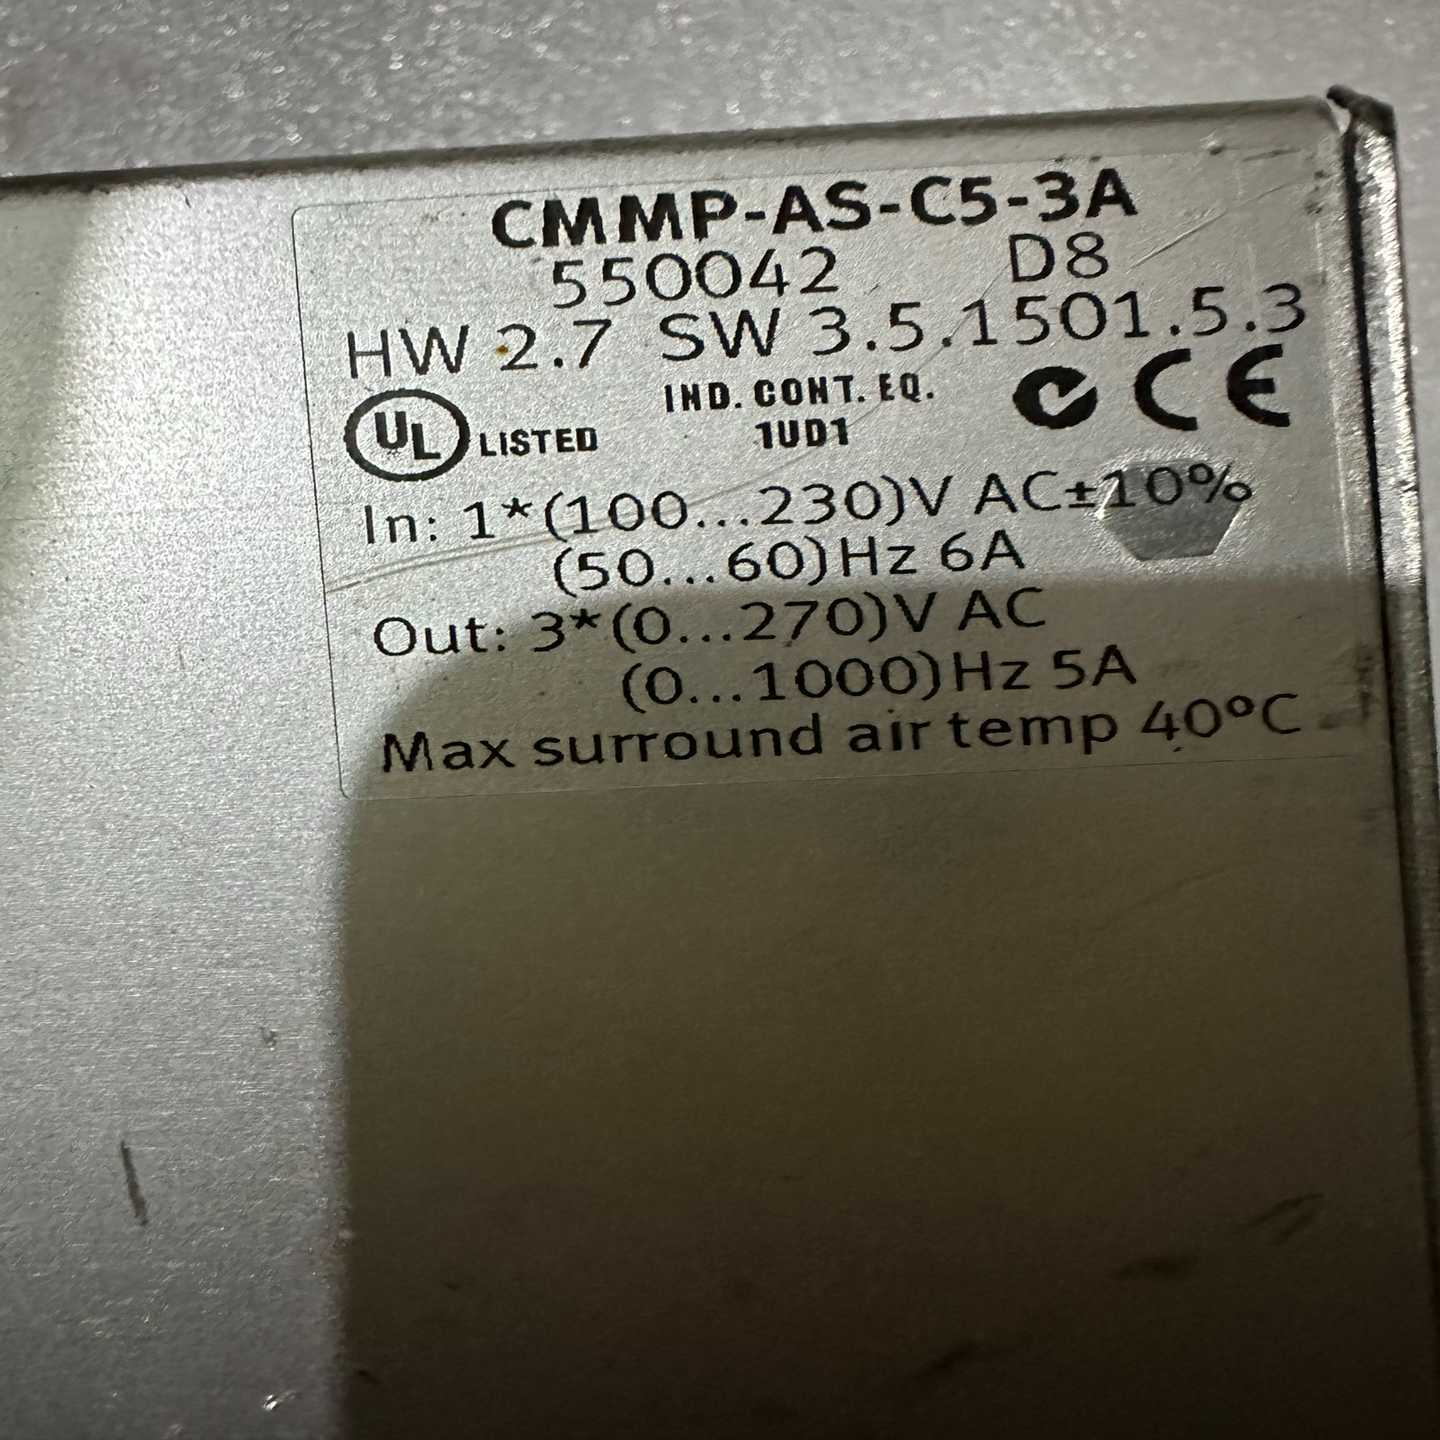 CMMP-AS-C5-3A
550042 D8
HW 2.7 SW 3.5.1501.5.3
UL LISTED
IND. CONT. EQ.
1UD1
CE
In: 1*(100...230)V AC±10%
(50...60)Hz 6A
Out: 3*(0...270)V AC
(0...1000)Hz 5A
Max surround air temp 40°C